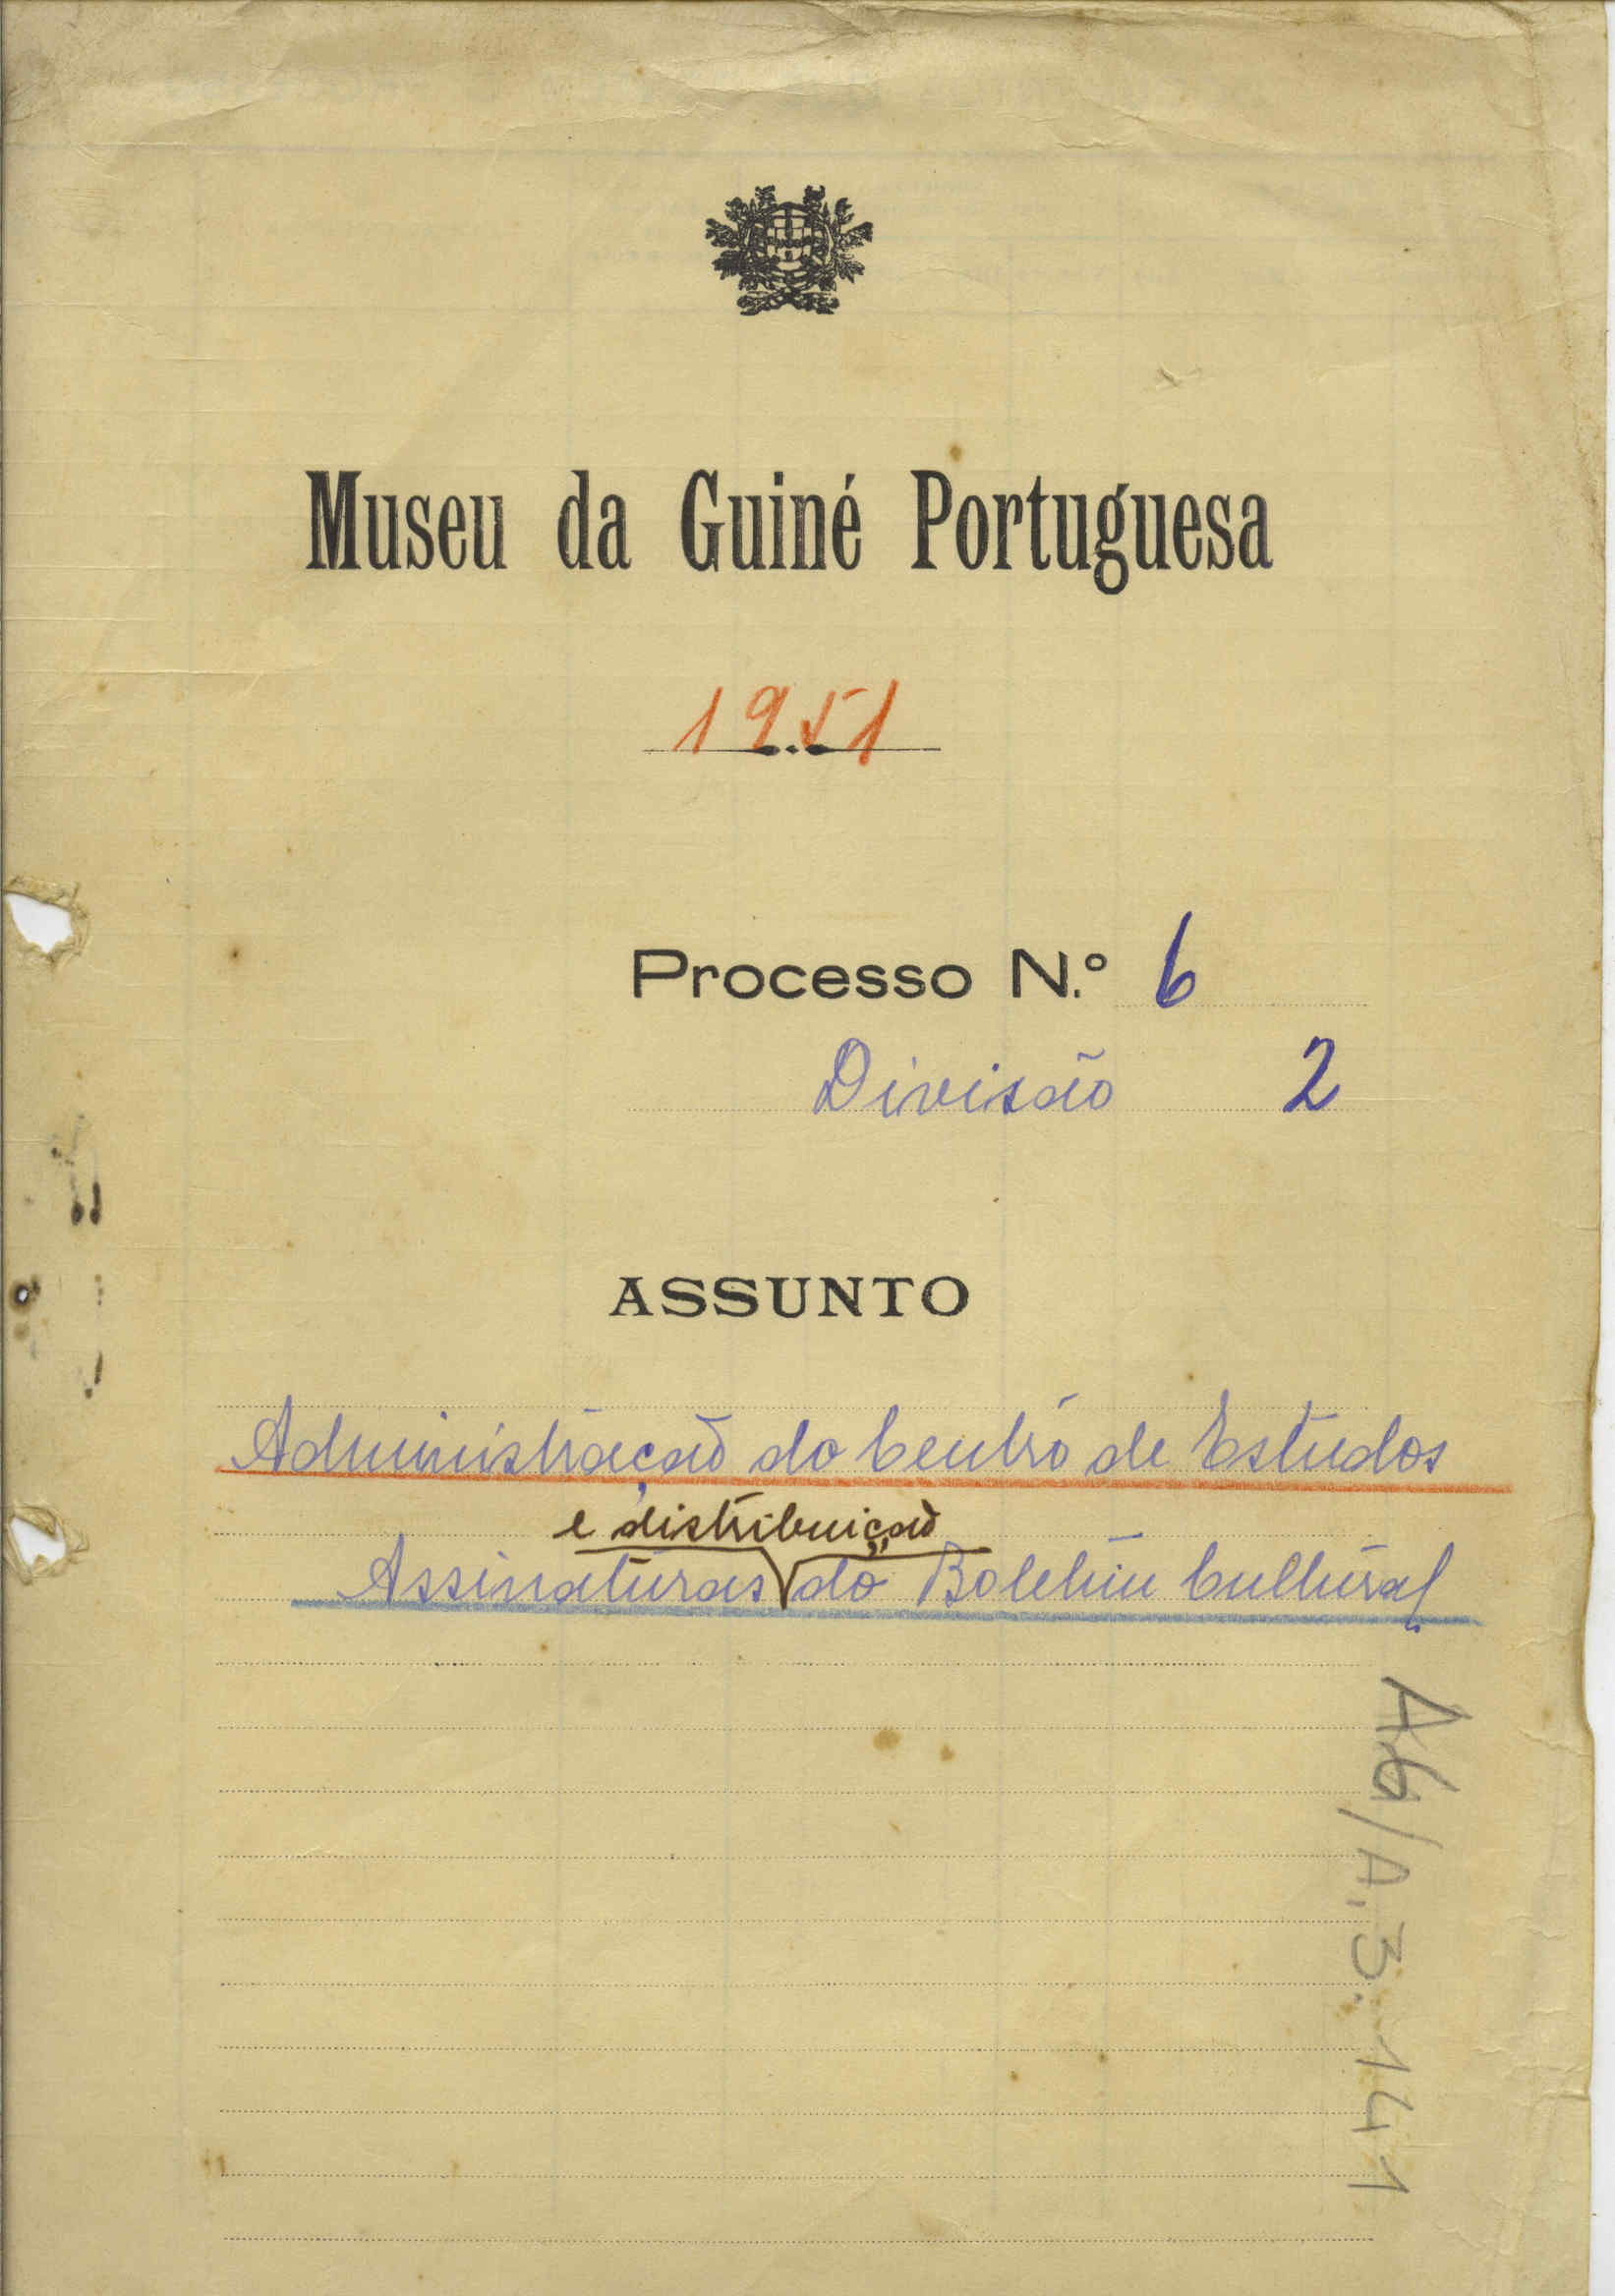 Museu da Guiné Portuguesa
1951
Processo N.º 6
Divisão 2
ASSUNTO
Administração do Centro de Estudos
e distribuição
Assinaturas do Boletim Cultural
A6/A.3.141